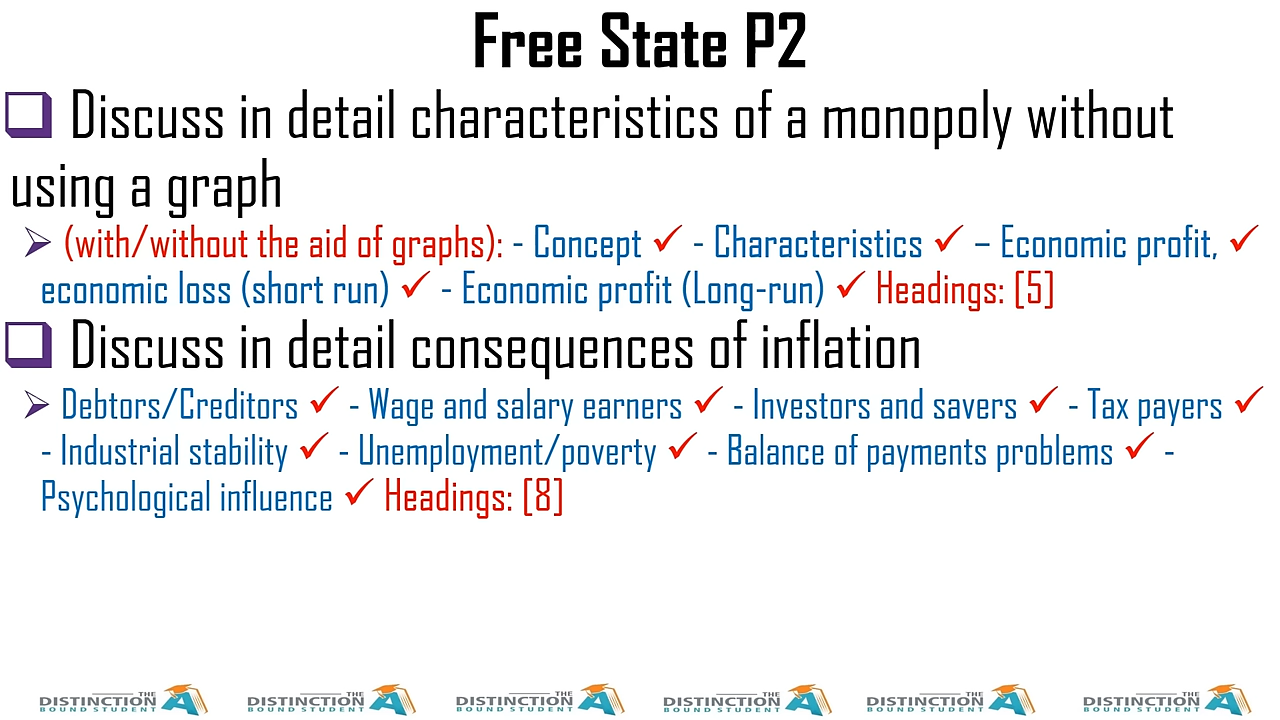 Free State P2
❑ Discuss in detail characteristics of a monopoly without
using a graph
➢ (with/without the aid of graphs): - Concept ✓ - Characteristics ✓ – Economic profit, ✓
economic loss (short run) ✓ - Economic profit (Long-run) ✓ Headings: [5]
❑ Discuss in detail consequences of inflation
➢ Debtors/Creditors ✓ - Wage and salary earners ✓ - Investors and savers ✓ - Tax payers ✓
- Industrial stability ✓ - Unemployment/poverty ✓ - Balance of payments problems ✓ -
Psychological influence ✓ Headings: [8]
THE DISTINCTION BOUND STUDENT
THE DISTINCTION BOUND STUDENT
THE DISTINCTION BOUND STUDENT
THE DISTINCTION BOUND STUDENT
THE DISTINCTION BOUND STUDENT
THE DISTINCTION BOUND STUDENT